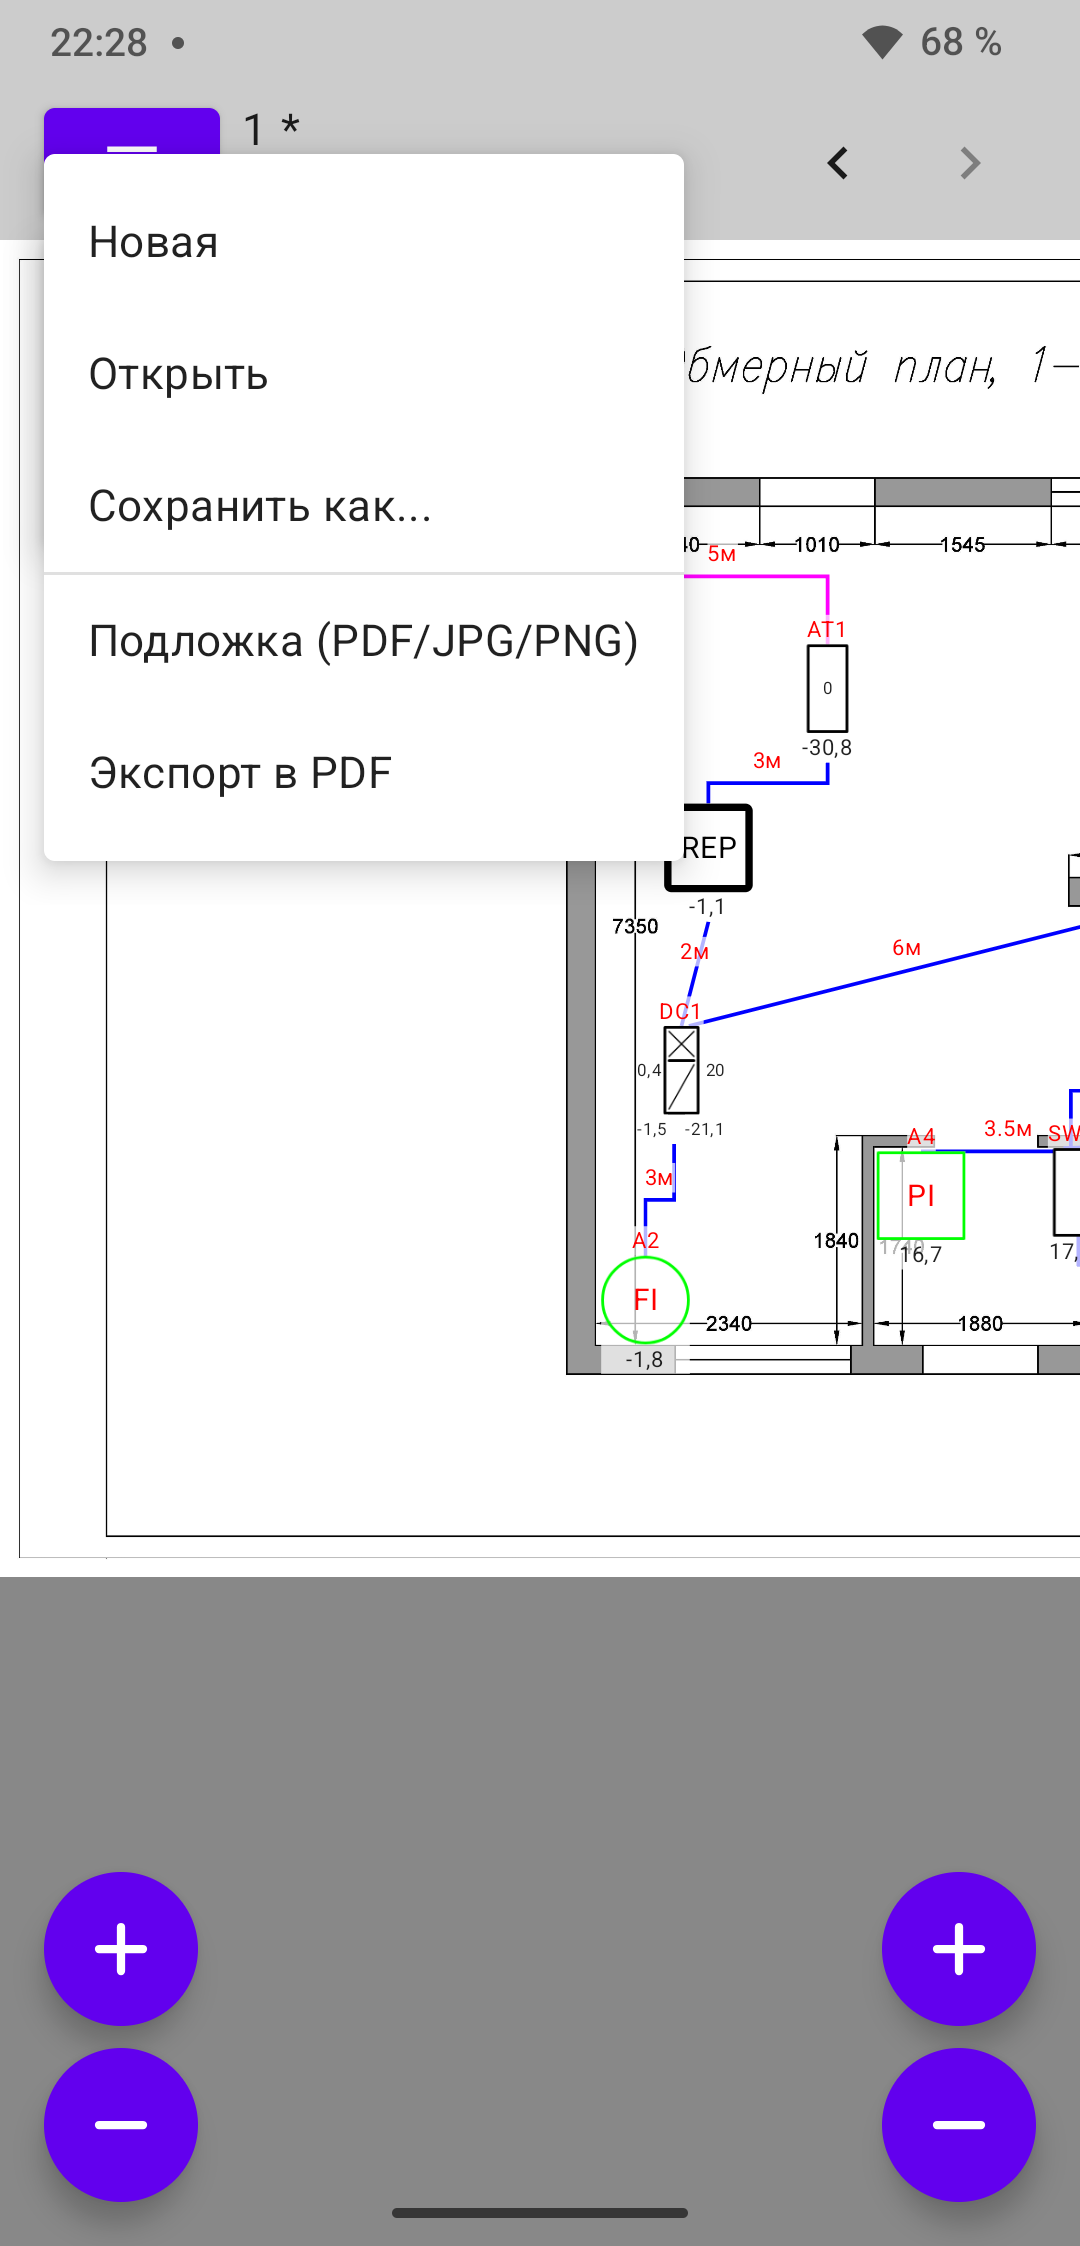 22:28
68 %
1 *
Новая
Открыть
Сохранить как...
Подложка (PDF/JPG/PNG)
Экспорт в PDF
план, 1-
1010
1545
5м
AT1
0
-30,8
3м
REP
-1,1
7350
2м
6м
DC1
0,4
20
-1,5
-21,1
3.5м
A4
SW
3м
PI
A2
1840
1740
16,7
17,
FI
2340
1880
-1,8